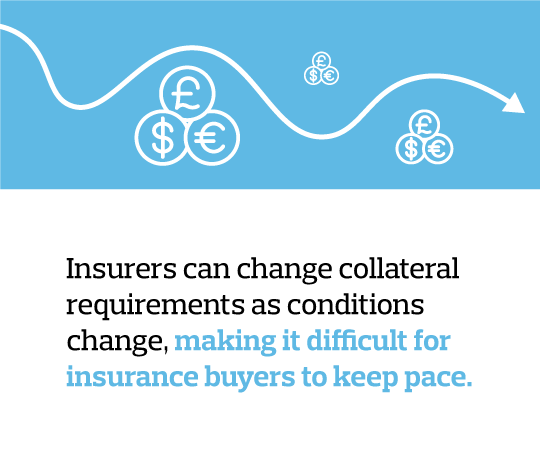 £
$ €
£
$ €
£
$ €
Insurers can change collateral
requirements as conditions
change, making it difficult for
insurance buyers to keep pace.